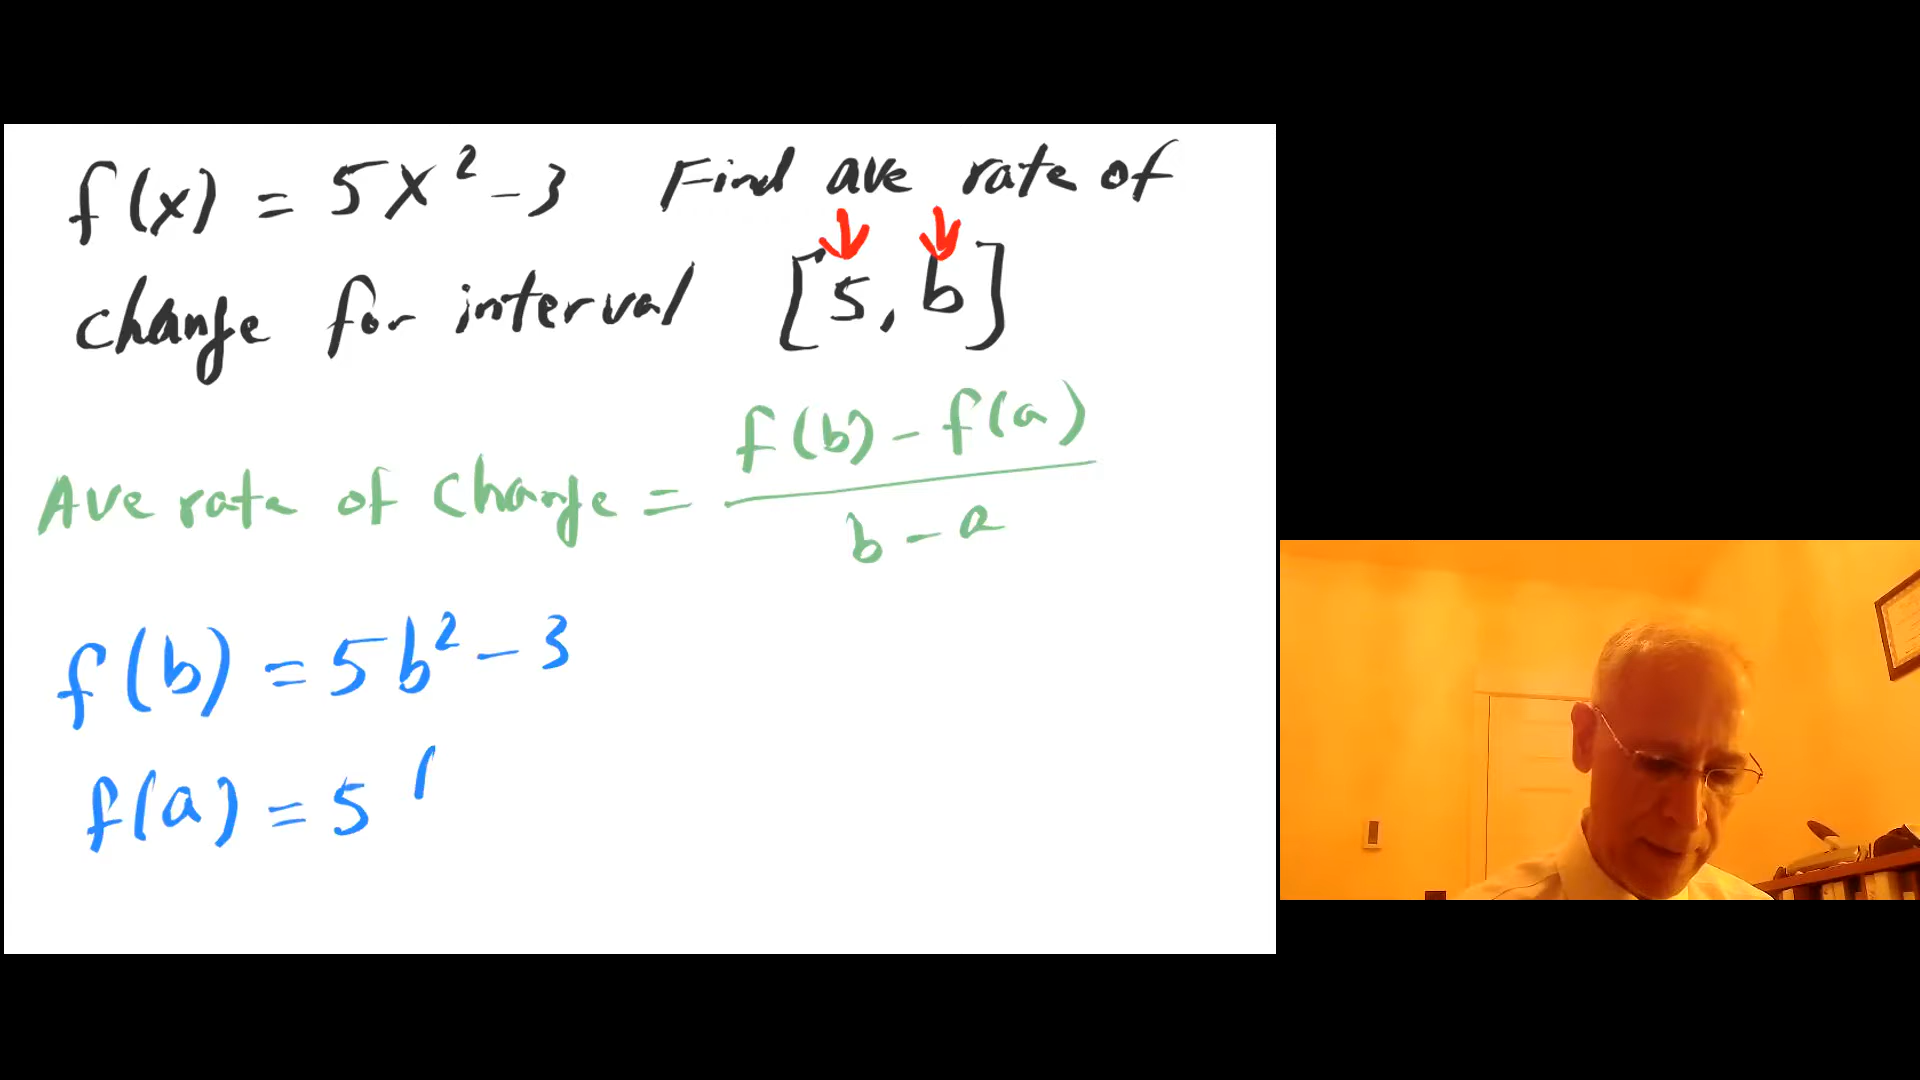 f(x) = 5x² - 3 Find ave rate of
change for interval [5, b]
Ave rate of change = f(b) - f(a) / b - a
f(b) = 5b² - 3
f(a) = 5 (